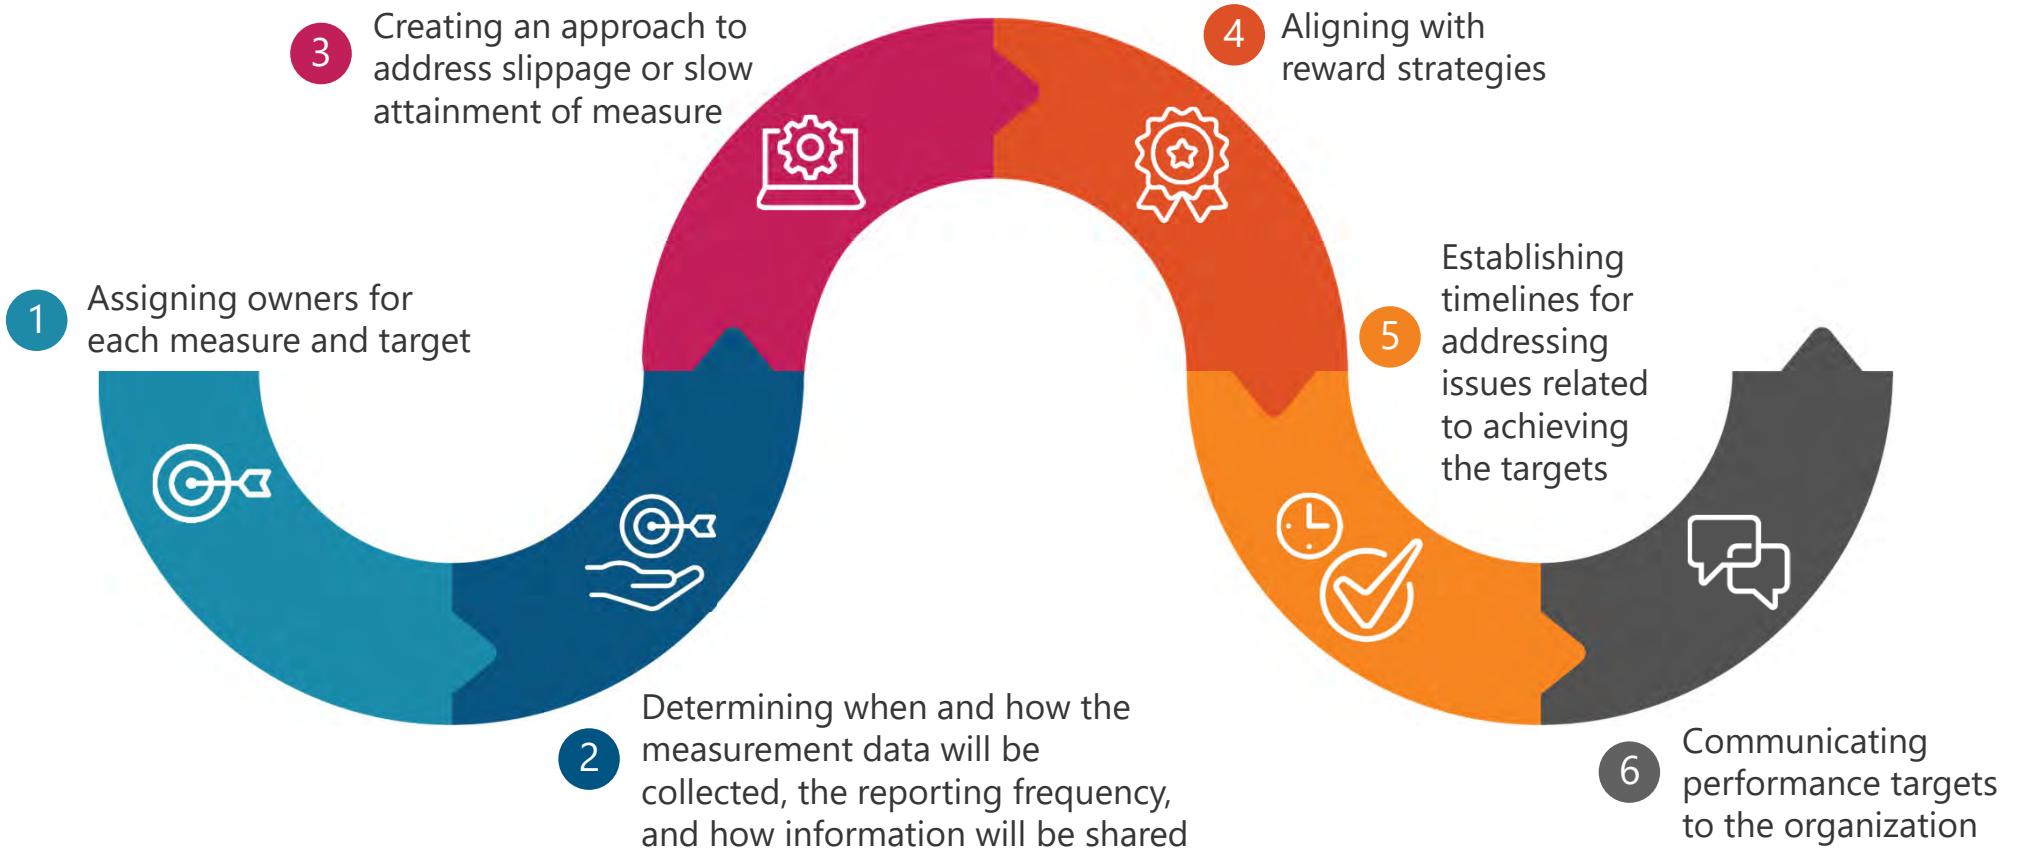 1
Assigning owners for
each measure and target
2
Determining when and how the
measurement data will be
collected, the reporting frequency,
and how information will be shared
3
Creating an approach to
address slippage or slow
attainment of measure
4
Aligning with
reward strategies
5
Establishing
timelines for
addressing
issues related
to achieving
the targets
6
Communicating
performance targets
to the organization